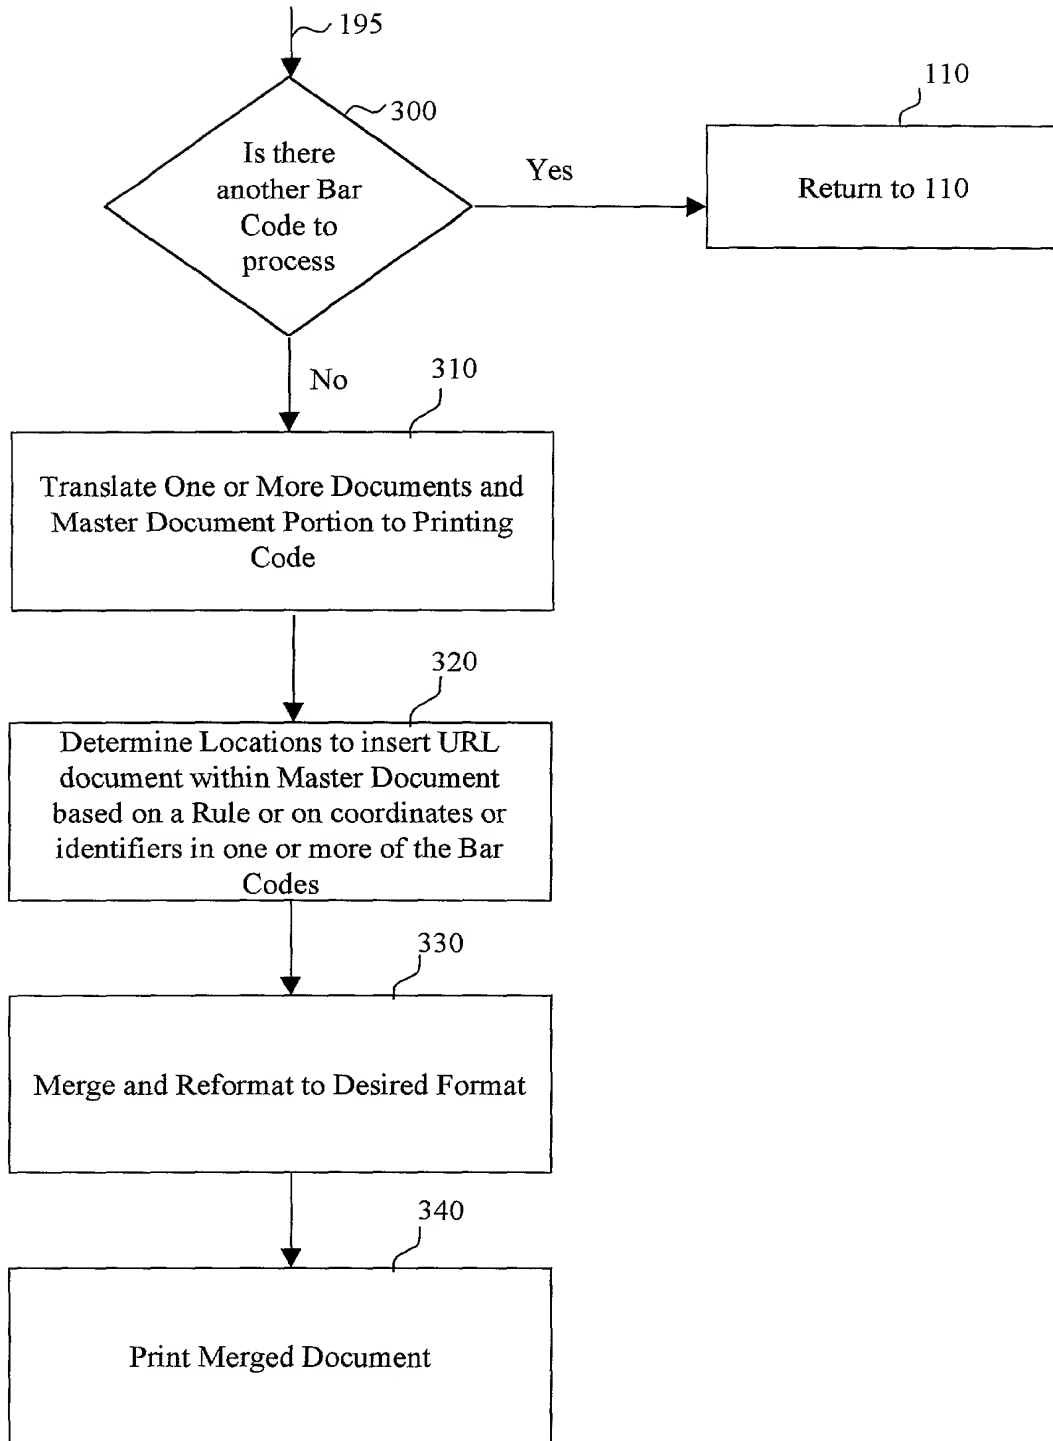 195
300
Is there
another Bar
Code to
process
Yes
110
Return to 110
No
310
Translate One or More Documents and
Master Document Portion to Printing
Code
320
Determine Locations to insert URL
document within Master Document
based on a Rule or on coordinates or
identifiers in one or more of the Bar
Codes
330
Merge and Reformat to Desired Format
340
Print Merged Document